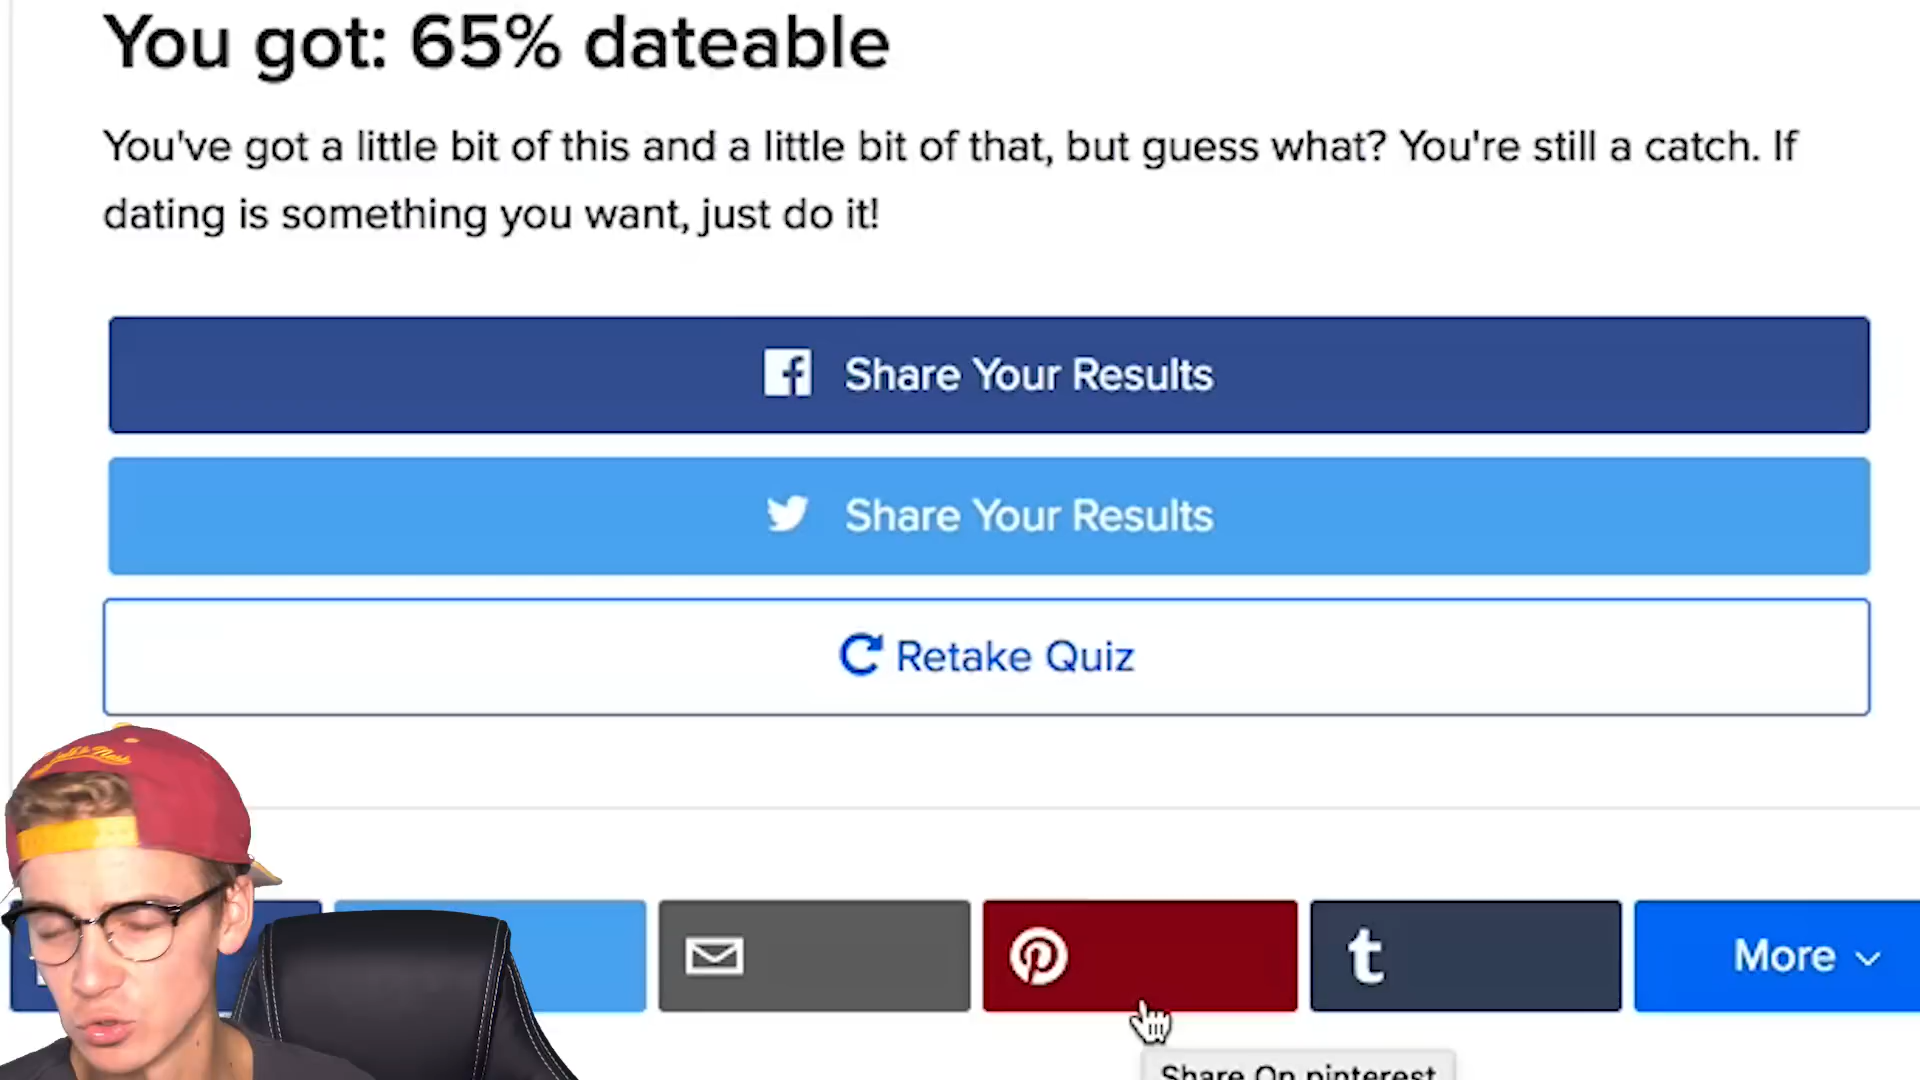 You got: 65% dateable
You've got a little bit of this and a little bit of that, but guess what? You're still a catch. If
dating is something you want, just do it!
Share Your Results
Share Your Results
Retake Quiz
More
Share On pinterest